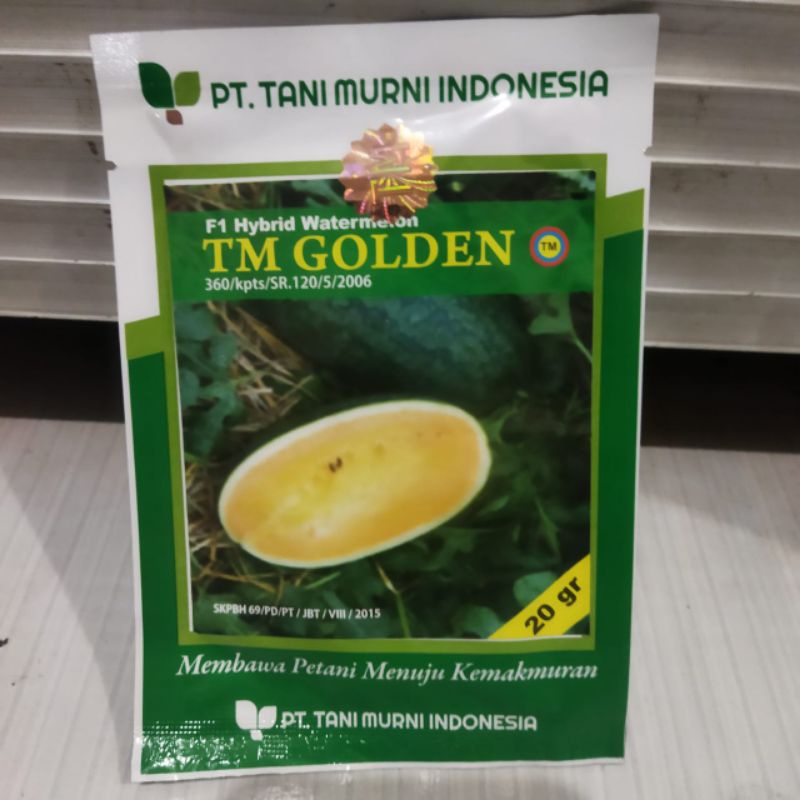 PT. TANI MURNI INDONESIA
F1 Hybrid Watermelon
TM GOLDEN TM
360/kpts/SR.120/5/2006
SKPBH 69/PD/PT / JBT / VIII / 2015
20 gr
Membawa Petani Menuju Kemakmuran
PT. TANI MURNI INDONESIA